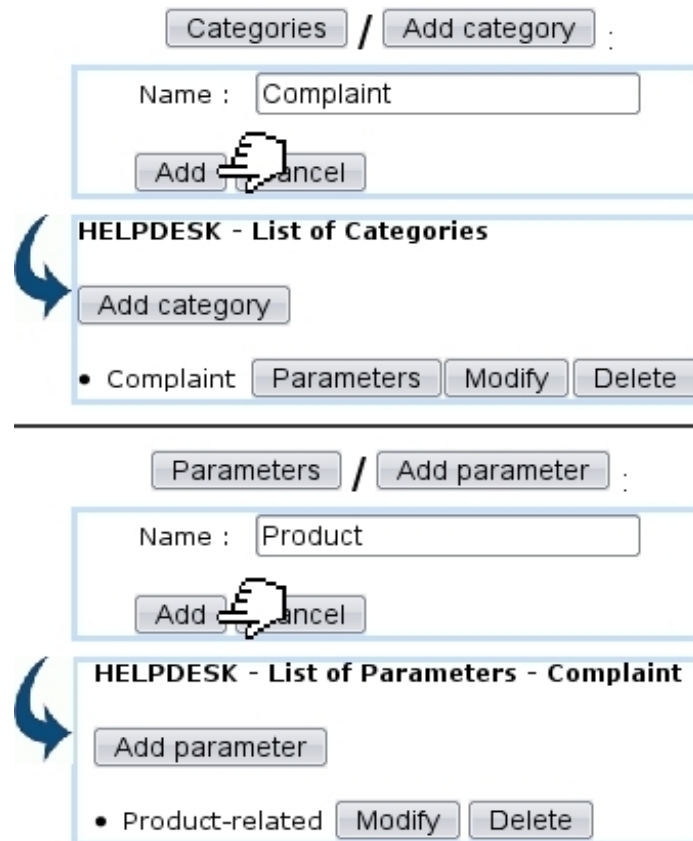 Categories / Add category :
Name : Complaint
Add Cancel
HELPDESK - List of Categories
Add category
• Complaint Parameters Modify Delete
Parameters / Add parameter :
Name : Product
Add Cancel
HELPDESK - List of Parameters - Complaint
Add parameter
• Product-related Modify Delete